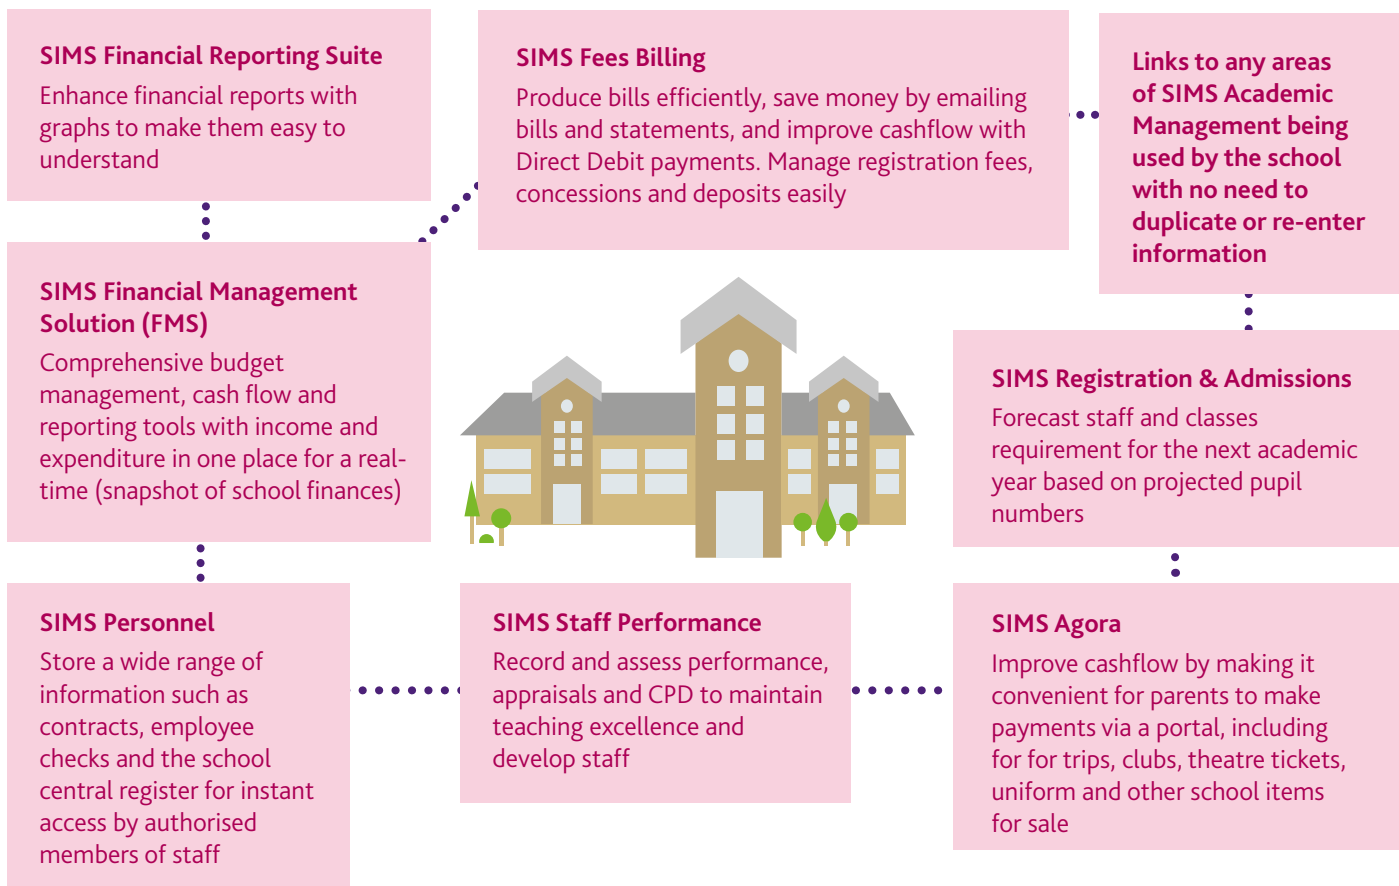 SIMS Financial Reporting Suite
Enhance financial reports with
graphs to make them easy to
understand
SIMS Fees Billing
Produce bills efficiently, save money by emailing
bills and statements, and improve cashflow with
Direct Debit payments. Manage registration fees,
concessions and deposits easily
Links to any areas
of SIMS Academic
Management being
used by the school
with no need to
duplicate or re-enter
information
SIMS Financial Management
Solution (FMS)
Comprehensive budget
management, cash flow and
reporting tools with income and
expenditure in one place for a real-
time (snapshot of school finances)
SIMS Registration & Admissions
Forecast staff and classes
requirement for the next academic
year based on projected pupil
numbers
SIMS Personnel
Store a wide range of
information such as
contracts, employee
checks and the school
central register for instant
access by authorised
members of staff
SIMS Staff Performance
Record and assess performance,
appraisals and CPD to maintain
teaching excellence and
develop staff
SIMS Agora
Improve cashflow by making it
convenient for parents to make
payments via a portal, including
for for trips, clubs, theatre tickets,
uniform and other school items
for sale